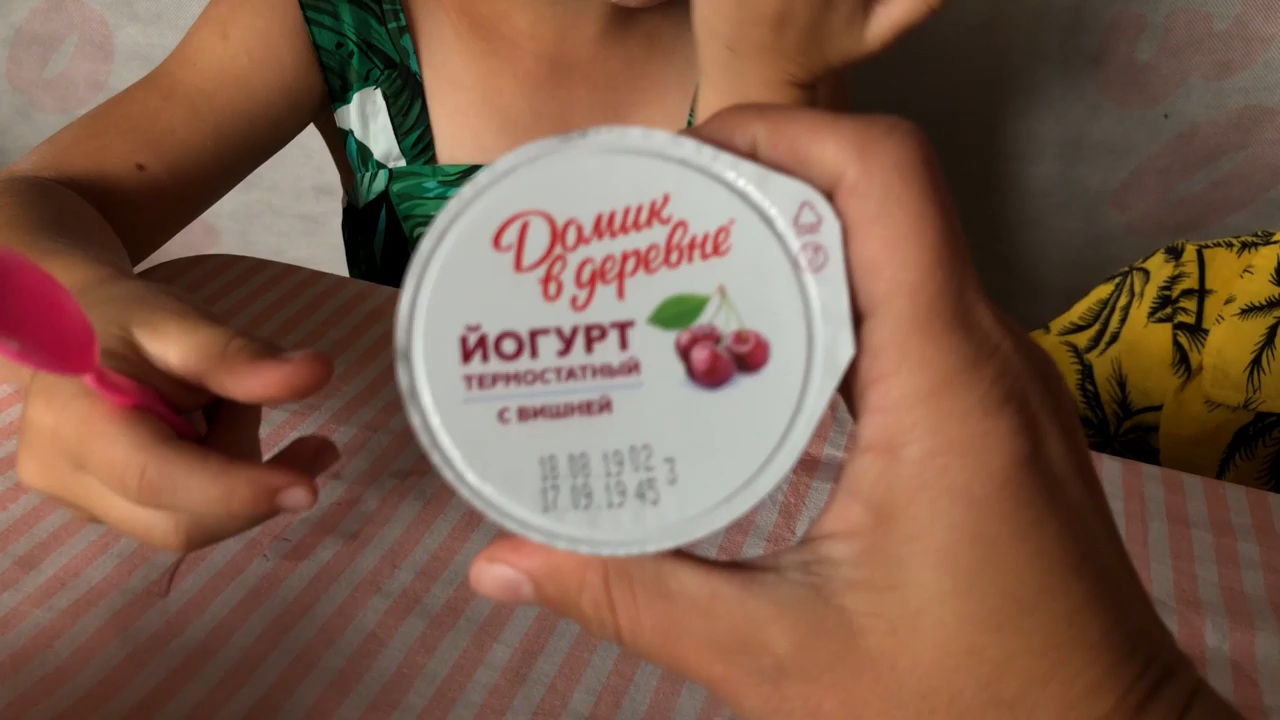 Домик
в деревне
ЙОГУРТ
ТЕРМОСТАТНЫЙ
С ВИШНЕЙ
18.08.19 02 3
17.09.19 45